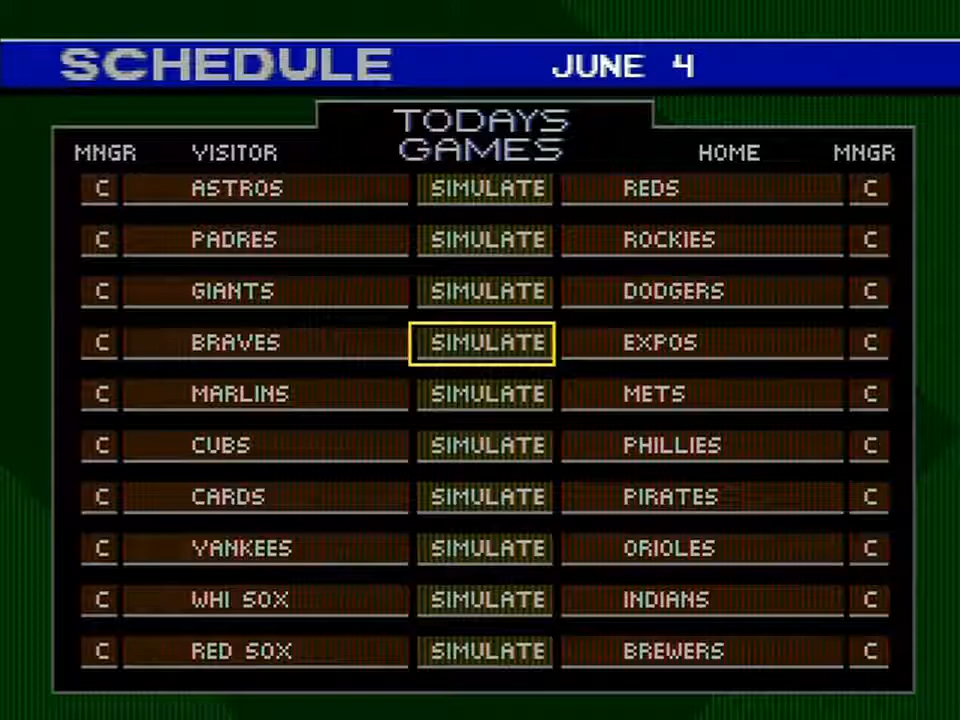 SCHEDULE JUNE 4
TODAYS
GAMES
MNGR VISITOR HOME MNGR
C ASTROS SIMULATE REDS C
C PADRES SIMULATE ROCKIES C
C GIANTS SIMULATE DODGERS C
C BRAVES SIMULATE EXPOS C
C MARLINS SIMULATE METS C
C CUBS SIMULATE PHILLIES C
C CARDS SIMULATE PIRATES C
C YANKEES SIMULATE ORIOLES C
C WHI SOX SIMULATE INDIANS C
C RED SOX SIMULATE BREWERS C